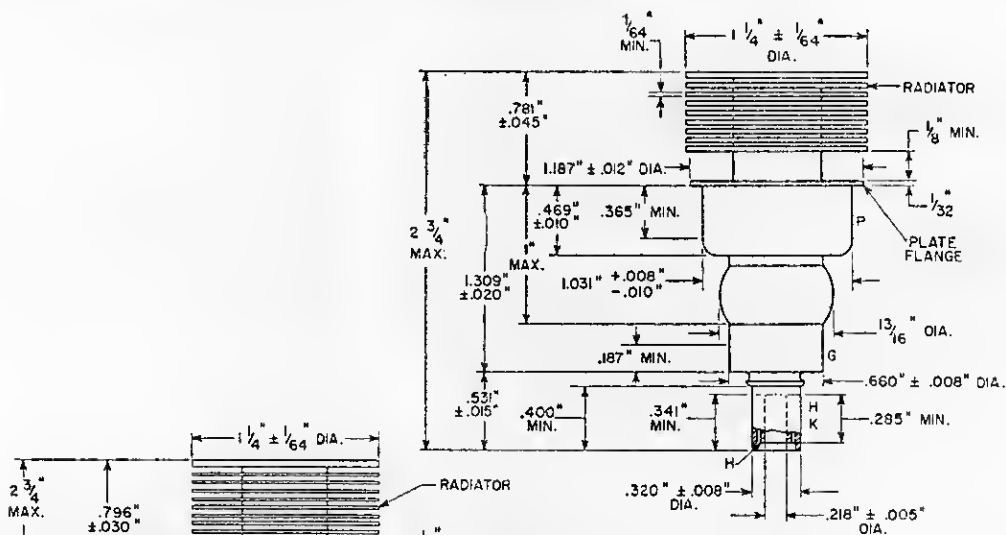 1/64" MIN.
1 1/4" ± 1/64" DIA.
RADIATOR
.781" ±.045"
1/8" MIN.
1.187" ± .012" DIA.
1/32"
.469" ±.010"
.365" MIN.
P
2 3/4" MAX.
1" MAX.
PLATE FLANGE
1.309" ±.020"
1.031" +.008" -.010"
13/16" DIA.
.187" MIN.
G
.660" ± .008" DIA.
.531" ±.015"
.400" MIN.
.341" MIN.
H
K
.285" MIN.
H
.320" ± .008" DIA.
.218" ± .005" DIA.
1 1/4" ± 1/64" DIA.
2 3/4" MAX.
.796" ±.030"
RADIATOR